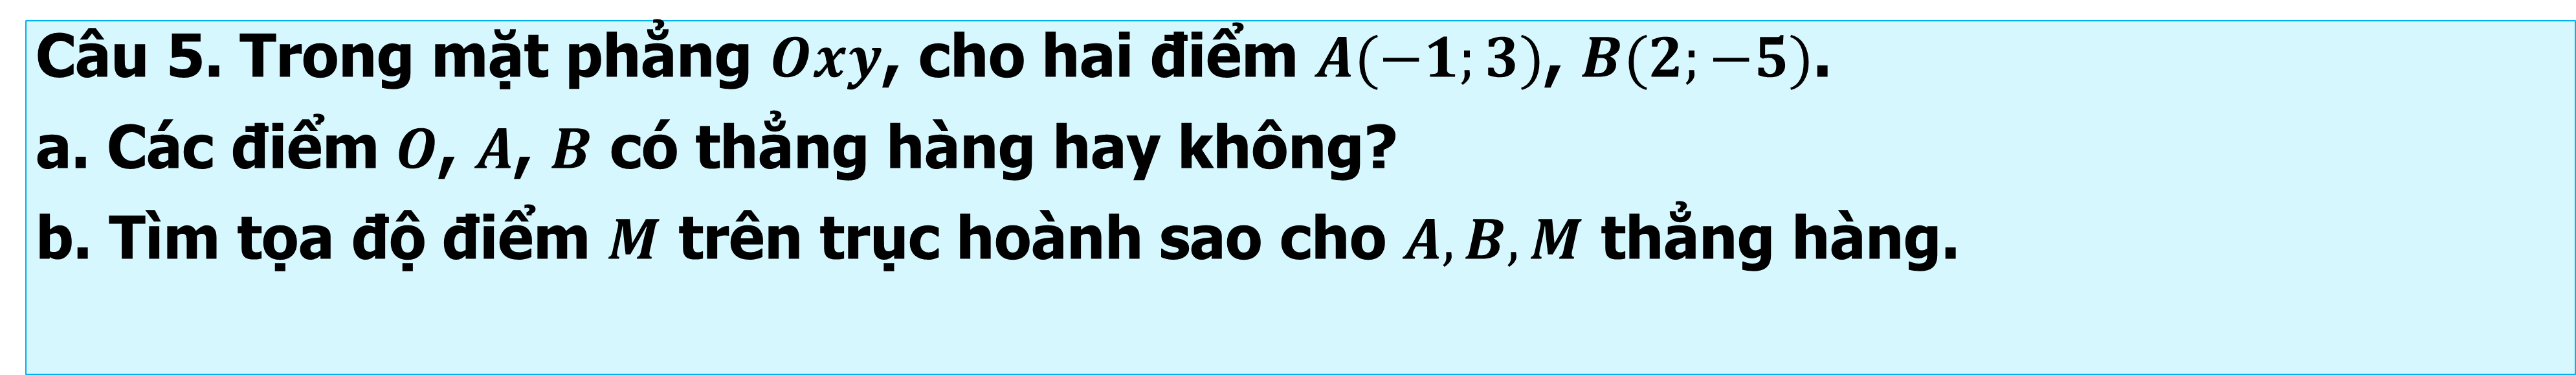 Câu 5. Trong mặt phẳng Oxy, cho hai điểm A(−1; 3), B(2; −5).
a. Các điểm O, A, B có thẳng hàng hay không?
b. Tìm tọa độ điểm M trên trục hoành sao cho A, B, M thẳng hàng.